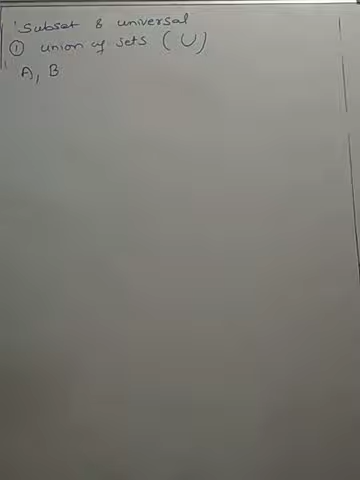 Subset & universal
① union of sets ( ∪ )
A, B